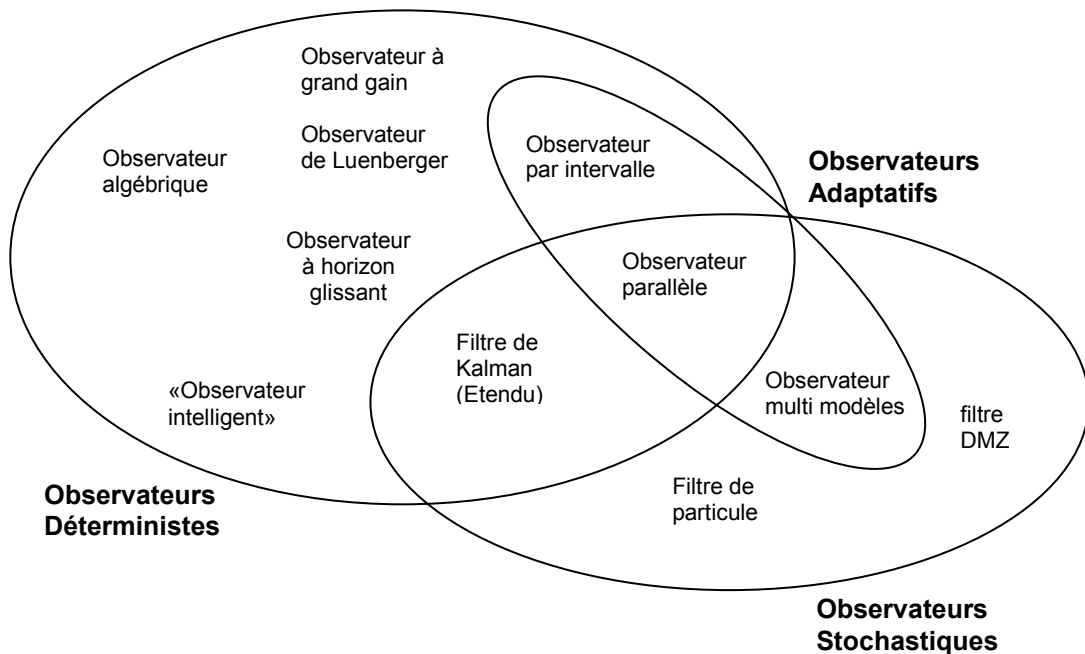 Observateur à
grand gain
Observateur
de Luenberger
Observateur
algébrique
Observateur
par intervalle
Observateurs
Adaptatifs
Observateur
à horizon
glissant
Observateur
parallèle
Filtre de
Kalman
(Etendu)
«Observateur
intelligent»
Observateur
multi modèles
filtre
DMZ
Observateurs
Déterministes
Filtre de
particule
Observateurs
Stochastiques